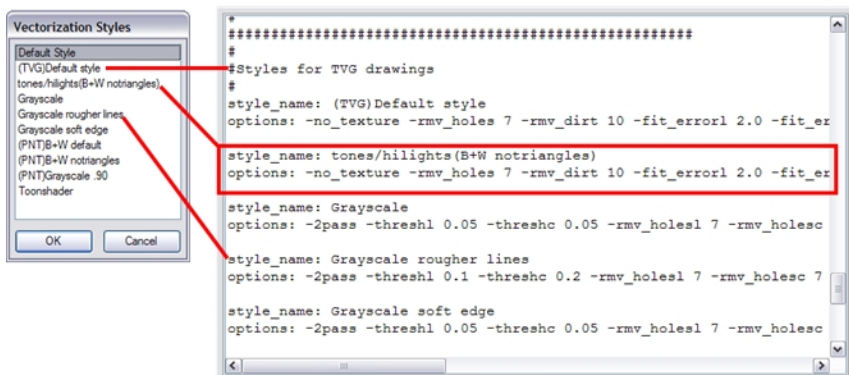 Vectorization Styles
Default Style
(TVG)Default style
tones/hilights(B+W notriangles)
Grayscale
Grayscale rougher lines
Grayscale soft edge
(PNT)B+W default
(PNT)B+W notriangles
(PNT)Grayscale .90
Toonshader
OK
Cancel
#
######################################################
#
#Styles for TVG drawings
#
style_name: (TVG)Default style
options: -no_texture -rmv_holes 7 -rmv_dirt 10 -fit_errorl 2.0 -fit_er
style_name: tones/hilights(B+W notriangles)
options: -no_texture -rmv_holes 7 -rmv_dirt 10 -fit_errorl 2.0 -fit_er
style_name: Grayscale
options: -2pass -threshl 0.05 -threshc 0.05 -rmv_holesl 7 -rmv_holesc
style_name: Grayscale rougher lines
options: -2pass -threshl 0.1 -threshc 0.2 -rmv_holesl 7 -rmv_holesc 7
style_name: Grayscale soft edge
options: -2pass -threshl 0.05 -threshc 0.05 -rmv_holesl 7 -rmv_holesc